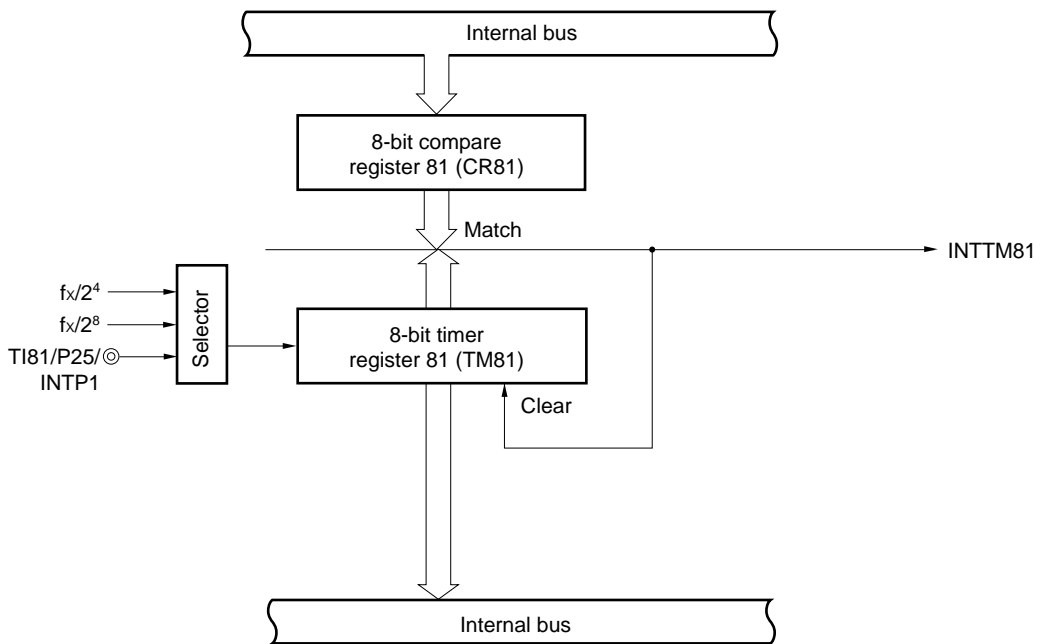 Internal bus
8-bit compare
register 81 (CR81)
Match
INTTM81
Selector
fX/2⁴
fX/2⁸
TI81/P25/
INTP1
8-bit timer
register 81 (TM81)
Clear
Internal bus